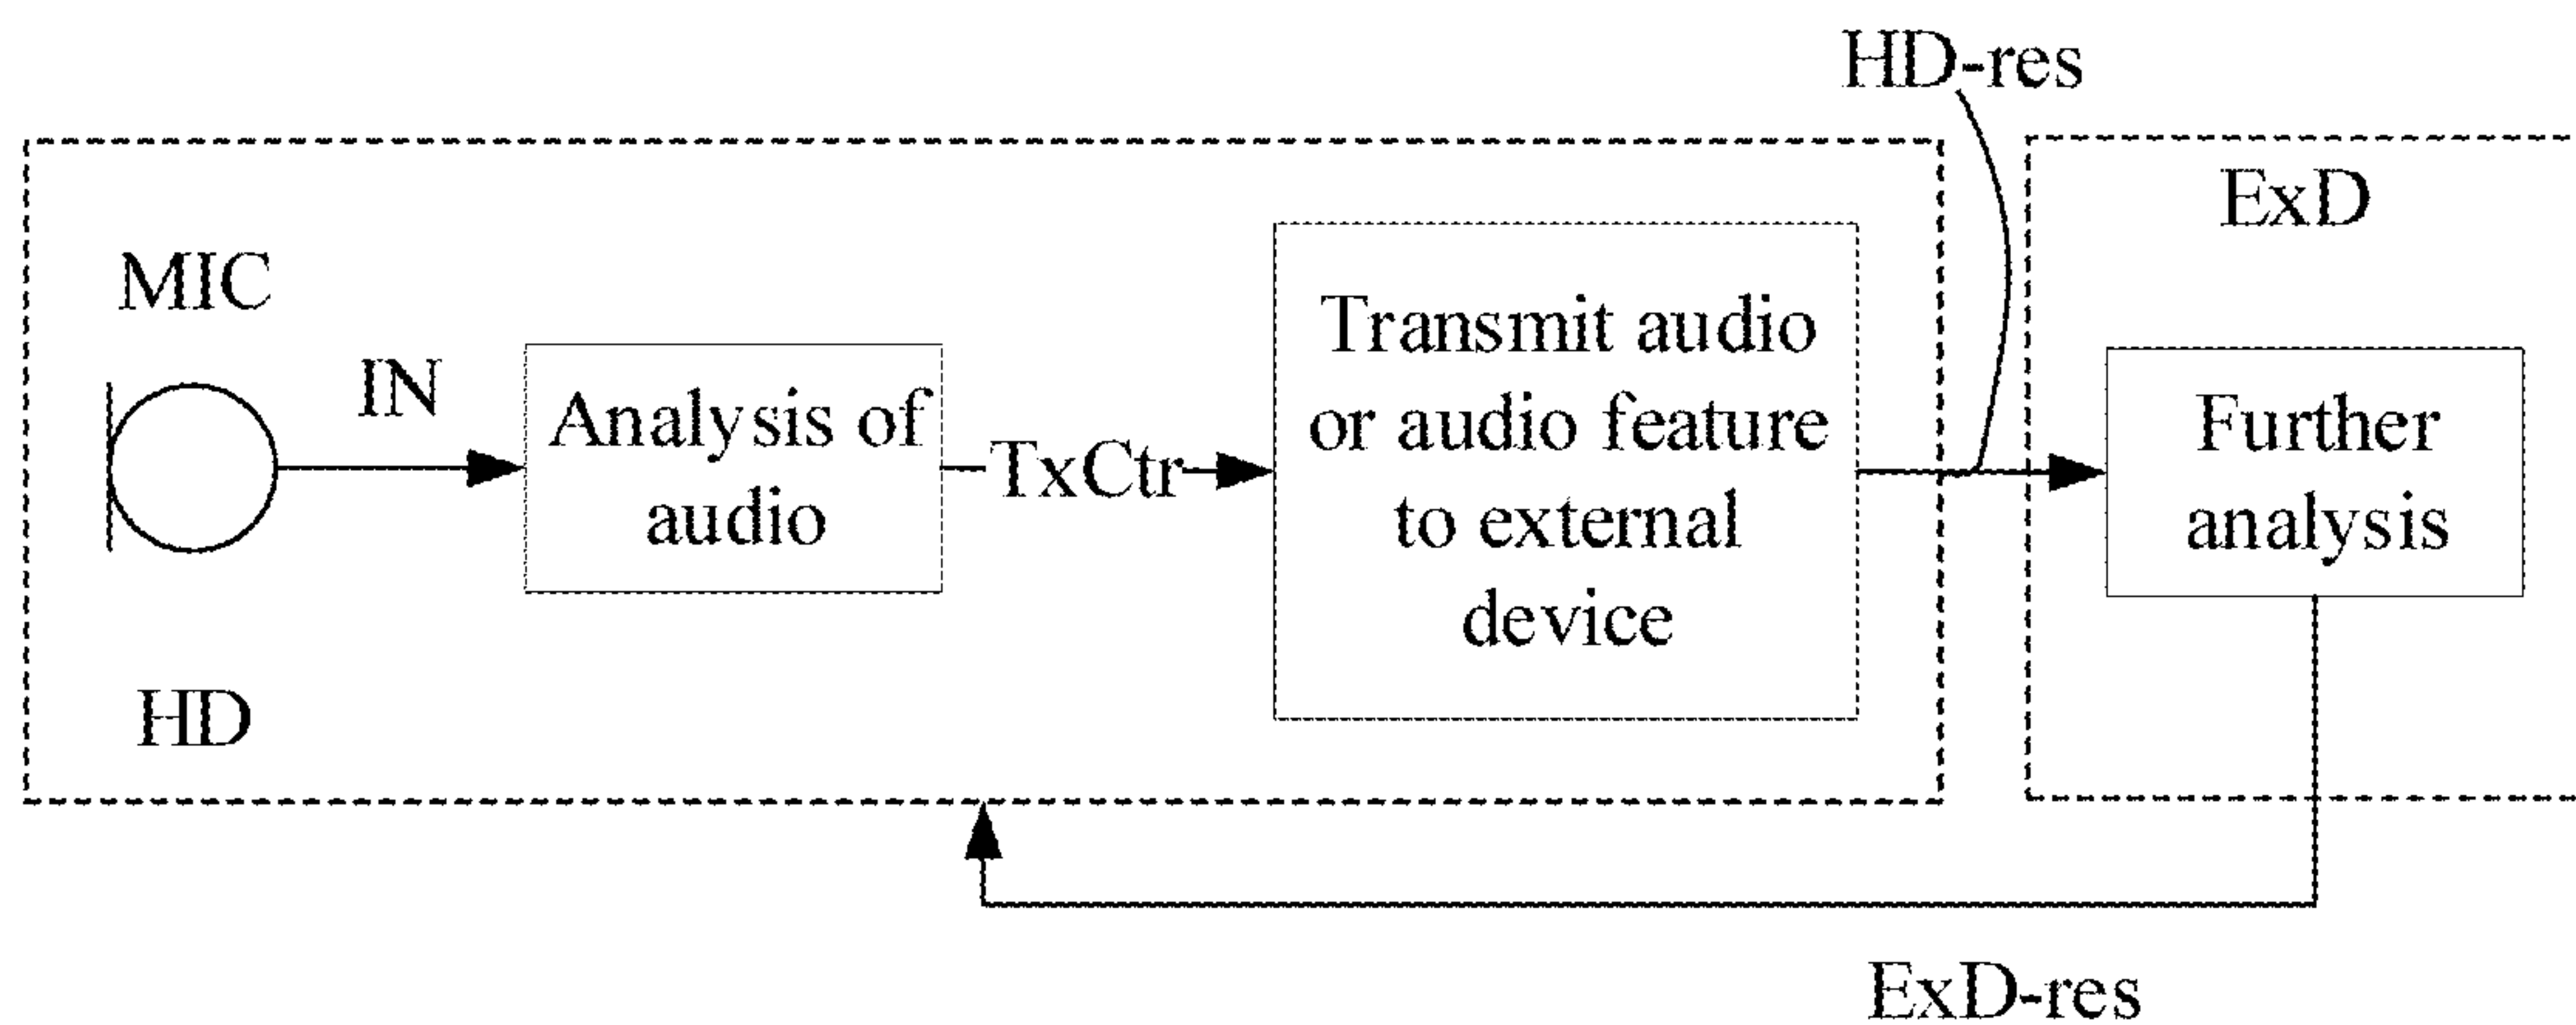 HD-res
ExD
MIC
IN
Analysis of
audio
TxCtr
Transmit audio
or audio feature
to external
device
Further
analysis
HD
ExD-res